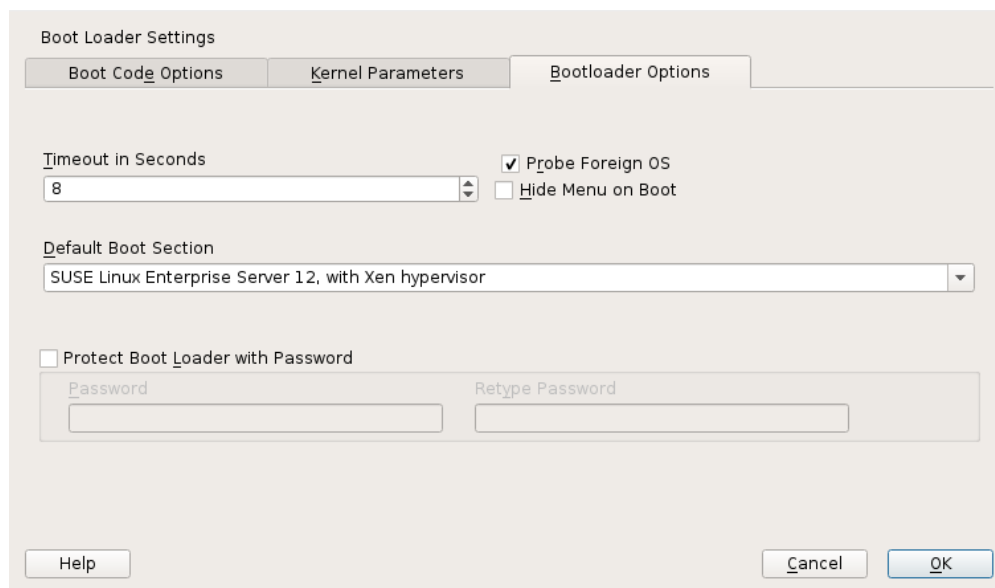 Boot Loader Settings
Boot Code Options Kernel Parameters Bootloader Options
Timeout in Seconds
Probe Foreign OS
8
Hide Menu on Boot
Default Boot Section
SUSE Linux Enterprise Server 12, with Xen hypervisor
Protect Boot Loader with Password
Password Retype Password
Help Cancel OK